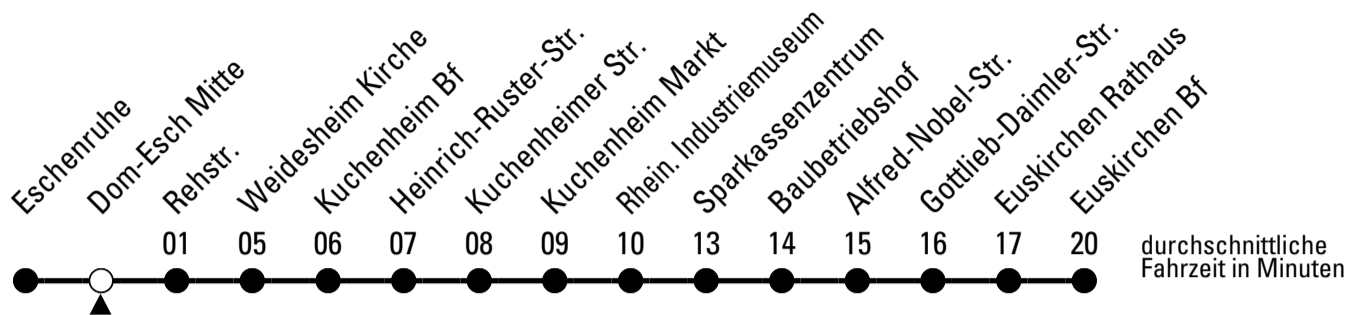 Eschenruhe
Dom-Esch Mitte
Rehstr.
Weidesheim Kirche
Kuchenheim Bf
Heinrich-Ruster-Str.
Kuchenheimer Str.
Kuchenheim Markt
Rhein. Industriemuseum
Sparkassenzentrum
Baubetriebshof
Alfred-Nobel-Str.
Gottlieb-Daimler-Str.
Euskirchen Rathaus
Euskirchen Bf
01 05 06 07 08 09 10 13 14 15 16 17 20
durchschnittliche
Fahrzeit in Minuten